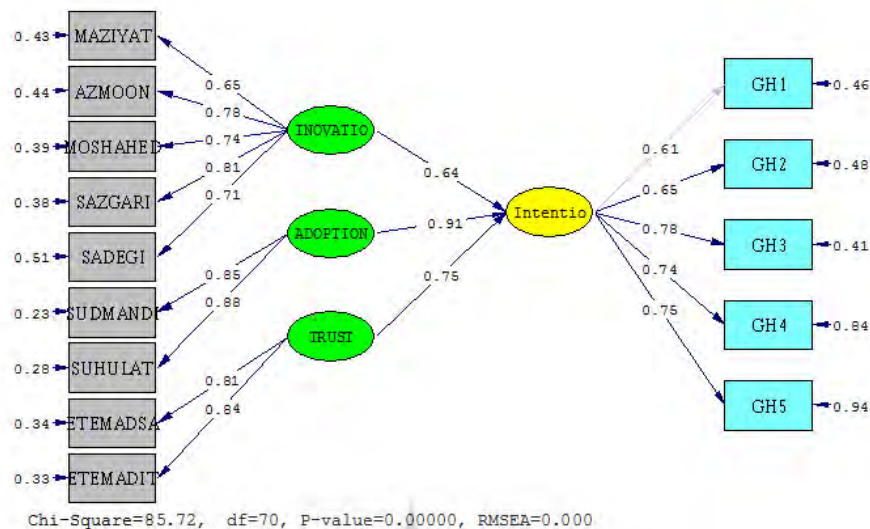 0.43 MAZIYAT
0.44 AZMOON
0.39 MOSHAHED
0.38 SAZGARI
0.51 SADEGI
0.23 SUDMANDI
0.28 SUHULAT
0.34 ETEMADSA
0.33 ETEMADIT
0.65
0.78
0.74
0.81
0.71
0.85
0.88
0.81
0.84
INOVATIO
ADOPTION
TRUST
0.64
0.91
0.75
Intentio
0.61
0.65
0.78
0.74
0.75
GH1 0.46
GH2 0.48
GH3 0.41
GH4 0.84
GH5 0.94
Chi-Square=85.72, df=70, P-value=0.00000, RMSEA=0.000